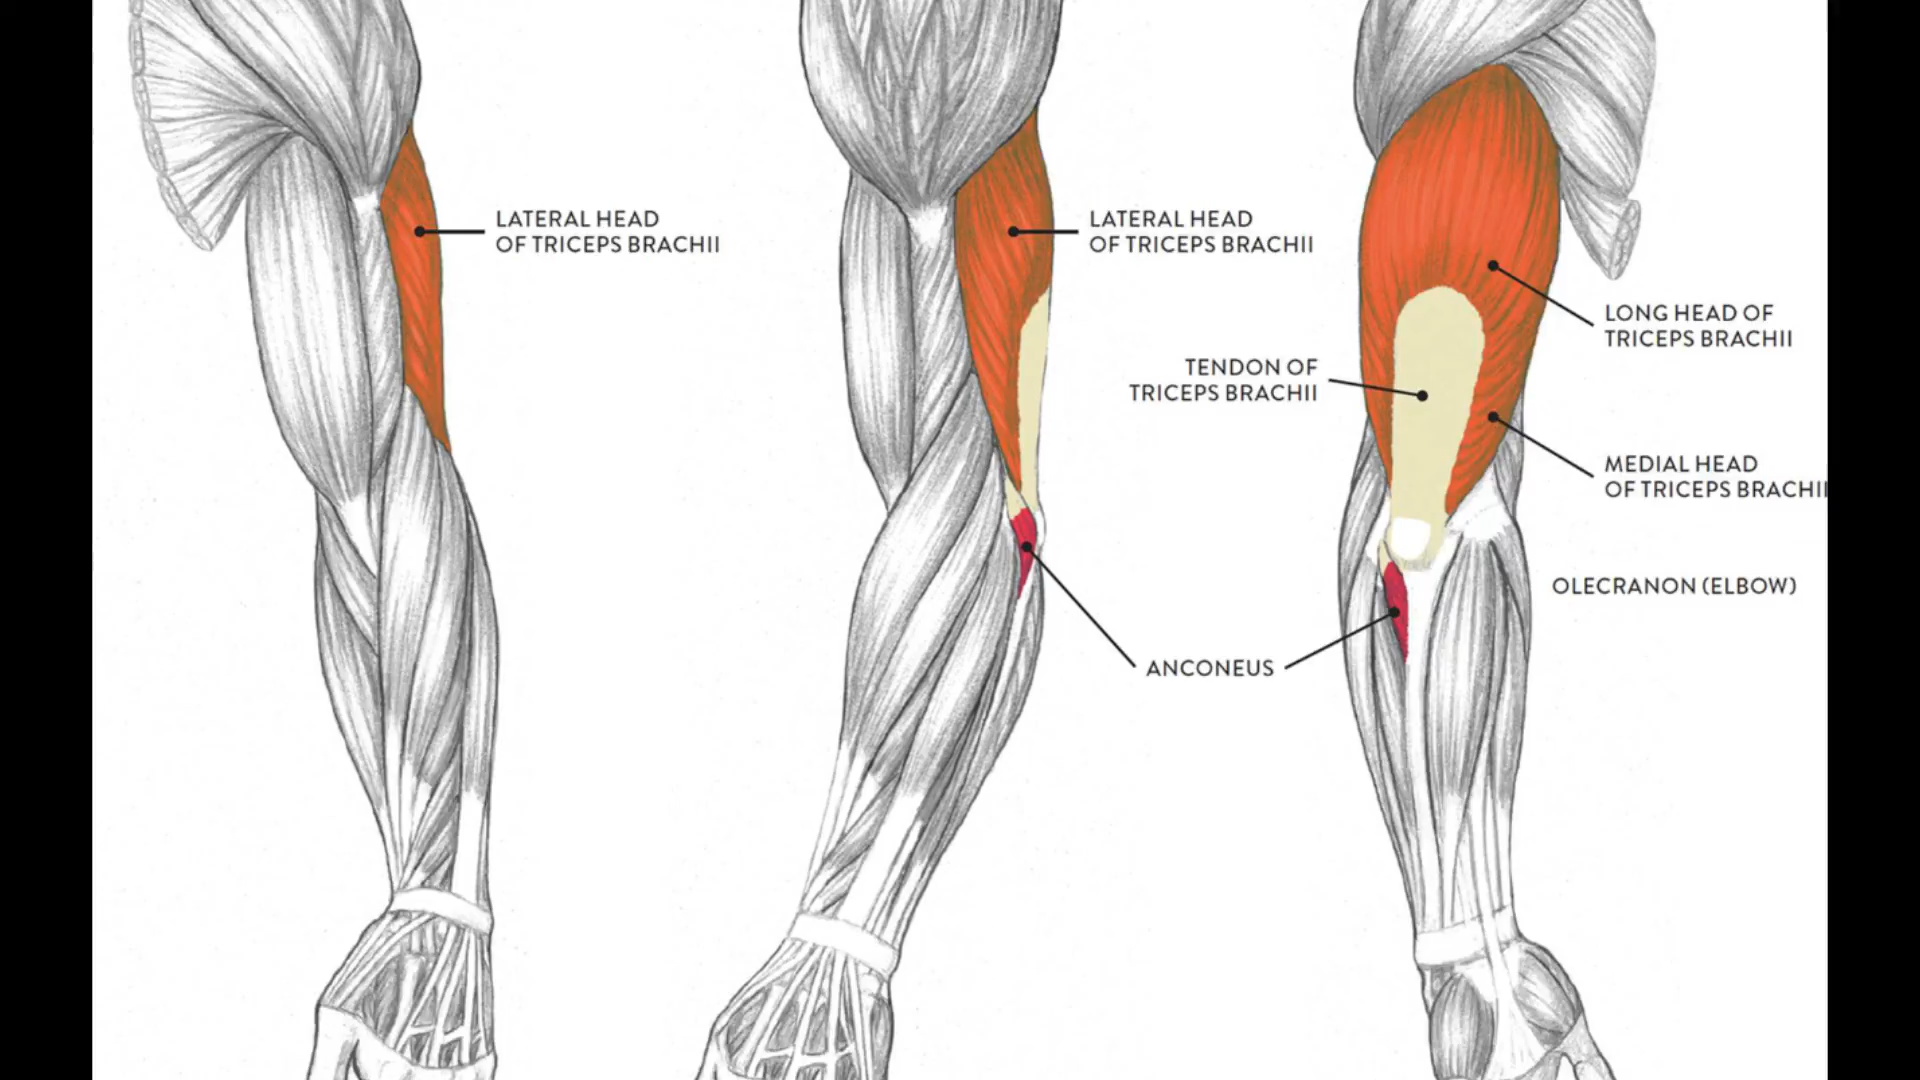 LATERAL HEAD
OF TRICEPS BRACHII
LATERAL HEAD
OF TRICEPS BRACHII
LONG HEAD OF
TRICEPS BRACHII
TENDON OF
TRICEPS BRACHII
MEDIAL HEAD
OF TRICEPS BRACHII
OLECRANON (ELBOW)
ANCONEUS